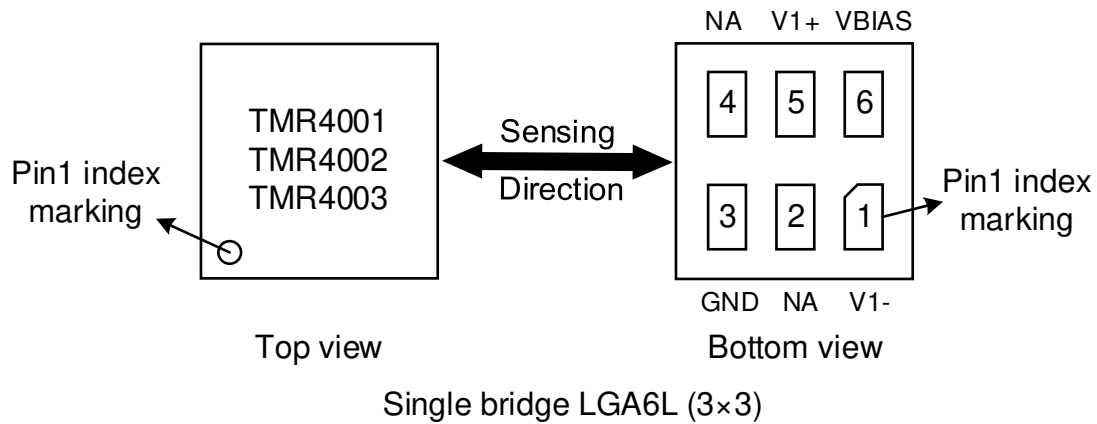 NA V1+ VBIAS
TMR4001
TMR4002
TMR4003
Pin1 index
marking
Sensing
Direction
4 5 6
3 2 1
Pin1 index
marking
GND NA V1-
Top view
Bottom view
Single bridge LGA6L (3×3)